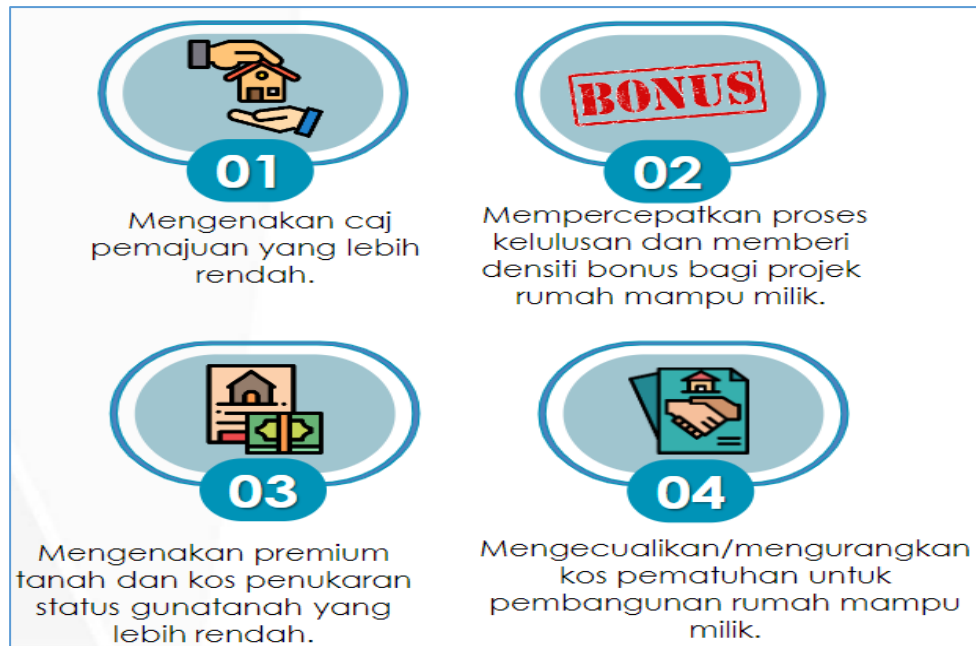 01
Mengenakan caj
pemajuan yang lebih
rendah.
BONUS
02
Mempercepatkan proses
kelulusan dan memberi
densiti bonus bagi projek
rumah mampu milik.
03
Mengenakan premium
tanah dan kos penukaran
status gunatanah yang
lebih rendah.
04
Mengecualikan/mengurangkan
kos pematuhan untuk
pembangunan rumah mampu
milik.